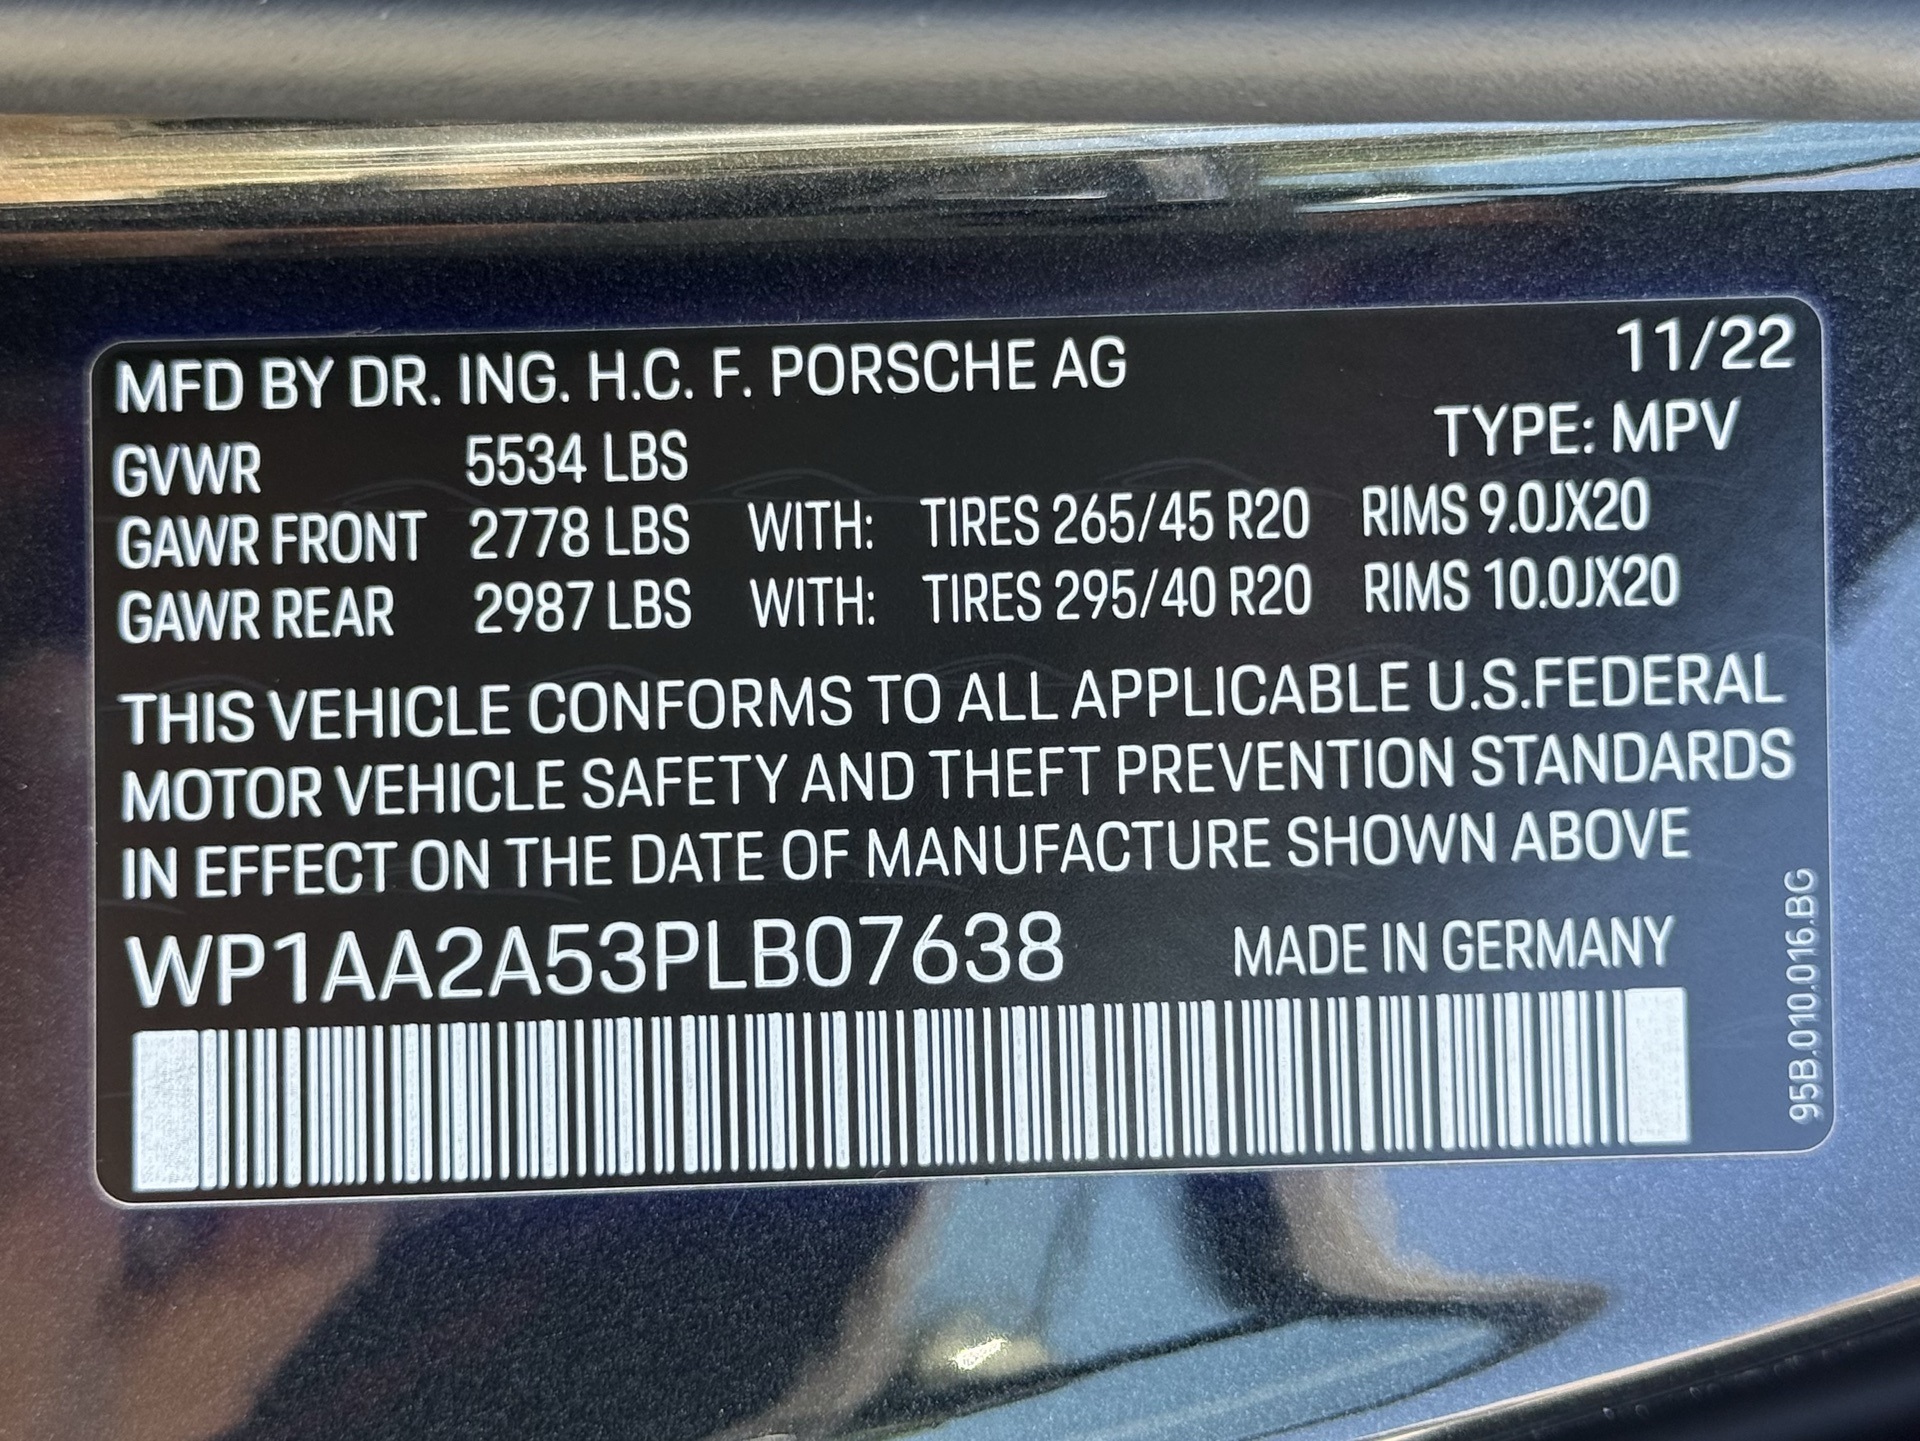 MFD BY DR. ING. H.C. F. PORSCHE AG 11/22
TYPE: MPV
GVWR 5534 LBS
GAWR FRONT 2778 LBS WITH: TIRES 265/45 R20 RIMS 9.0JX20
GAWR REAR 2987 LBS WITH: TIRES 295/40 R20 RIMS 10.0JX20
THIS VEHICLE CONFORMS TO ALL APPLICABLE U.S.FEDERAL
MOTOR VEHICLE SAFETY AND THEFT PREVENTION STANDARDS
IN EFFECT ON THE DATE OF MANUFACTURE SHOWN ABOVE
WP1AA2A53PLB07638 MADE IN GERMANY
95B.010.016.BG